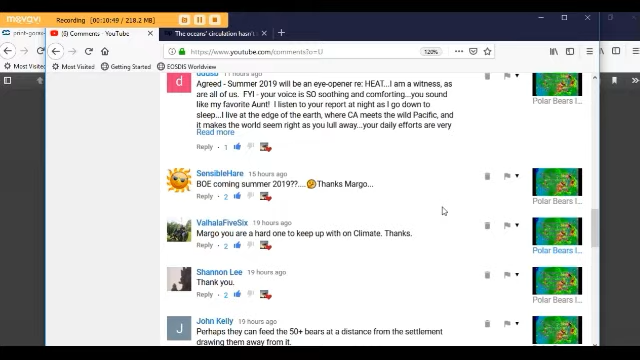 movavi
Recording | 00:10:49 / 218.2 MB |
(1) Comments - YouTube
The oceans' circulation hasn't
https://www.youtube.com/comments?o=U
120%
Most Visited
Getting Started
EOSDIS Worldview
Most Visited
11 hours ago
Agreed - Summer 2019 will be an eye-opener re: HEAT...I am a witness, as
are all of us. FYI - your voice is SO soothing and comforting...you sound
like my favorite Aunt! I listen to your report at night as I go down to
sleep...I live at the edge of the earth, where CA meets the wild Pacific, and
it makes the world seem right as you lull away...your daily efforts are very
Read more
Reply · 1
Polar Bears I...
SensibleHare 15 hours ago
BOE coming summer 2019??.... Thanks Margo...
Reply · 2
Polar Bears I...
ValhalaFiveSix 19 hours ago
Margo you are a hard one to keep up with on Climate. Thanks.
Reply · 2
Polar Bears I...
Shannon Lee 19 hours ago
Thank you.
Reply · 2
Polar Bears I...
J
John Kelly 19 hours ago
Perhaps they can feed the 50+ bears at a distance from the settlement
drawing them away from it.